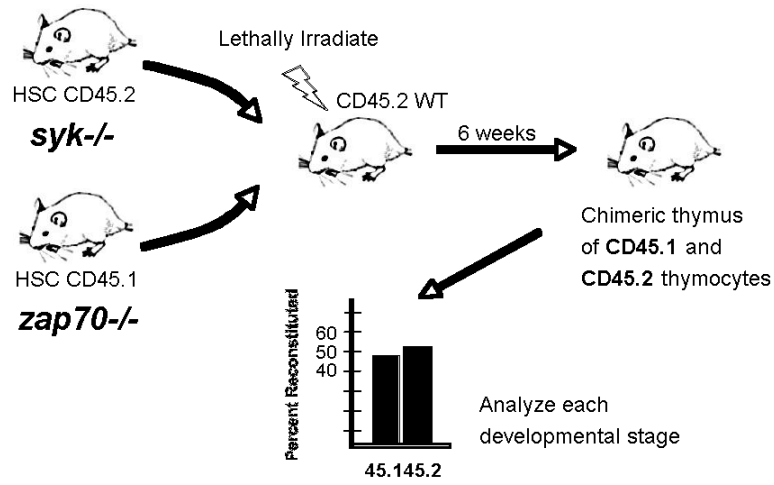 HSC CD45.2
syk-/-
HSC CD45.1
zap70-/-
Lethally Irradiate
CD45.2 WT
6 weeks
Chimeric thymus
of CD45.1 and
CD45.2 thymocytes
Percent Reconstituted
60
50
40
45.145.2
Analyze each
developmental stage